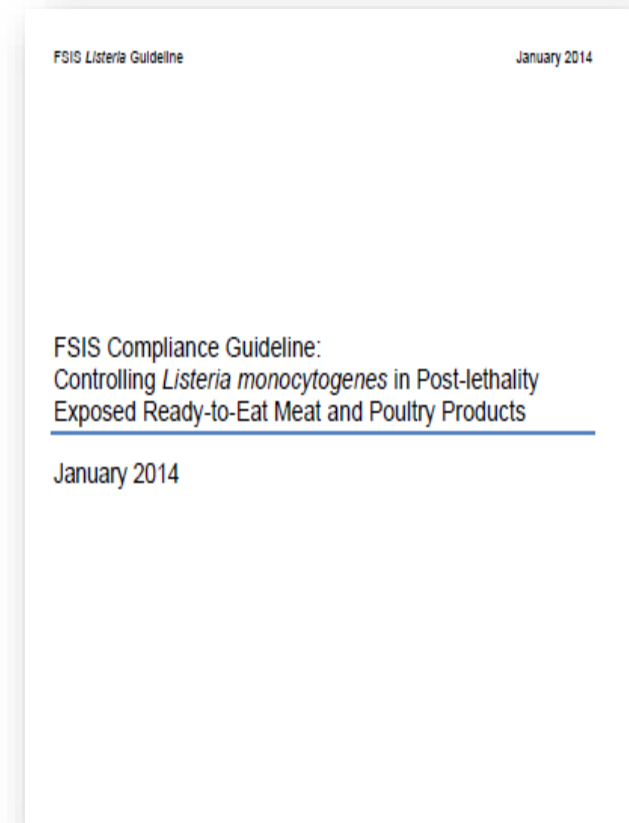 FSIS Listeria Guideline January 2014
FSIS Compliance Guideline:
Controlling Listeria monocytogenes in Post-lethality
Exposed Ready-to-Eat Meat and Poultry Products
January 2014